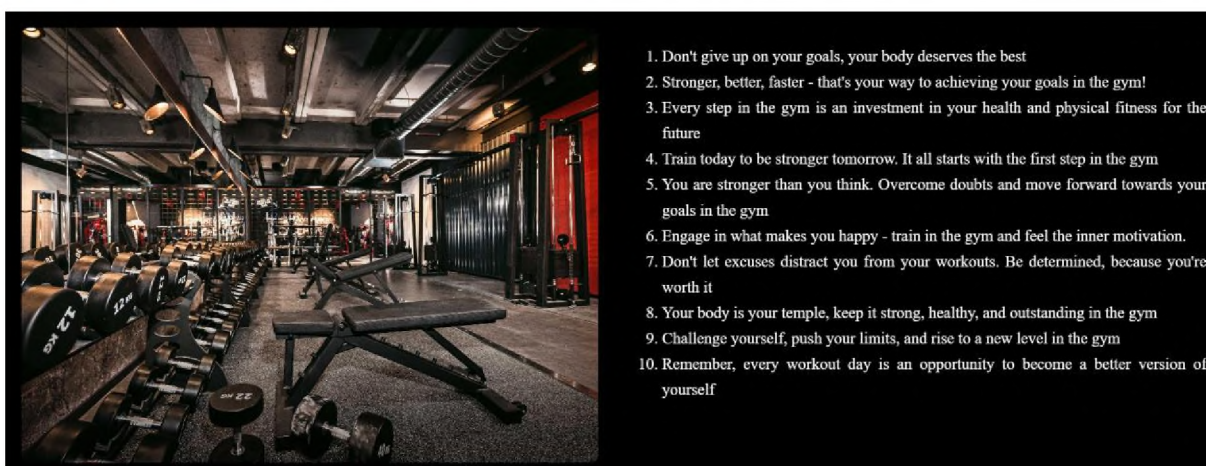 1. Don't give up on your goals, your body deserves the best
2. Stronger, better, faster - that's your way to achieving your goals in the gym!
3. Every step in the gym is an investment in your health and physical fitness for the
future
4. Train today to be stronger tomorrow. It all starts with the first step in the gym
5. You are stronger than you think. Overcome doubts and move forward towards your
goals in the gym
6. Engage in what makes you happy - train in the gym and feel the inner motivation.
7. Don't let excuses distract you from your workouts. Be determined, because you're
worth it
8. Your body is your temple, keep it strong, healthy, and outstanding in the gym
9. Challenge yourself, push your limits, and rise to a new level in the gym
10. Remember, every workout day is an opportunity to become a better version of
yourself
12 KG
12 KG
12
22 KG